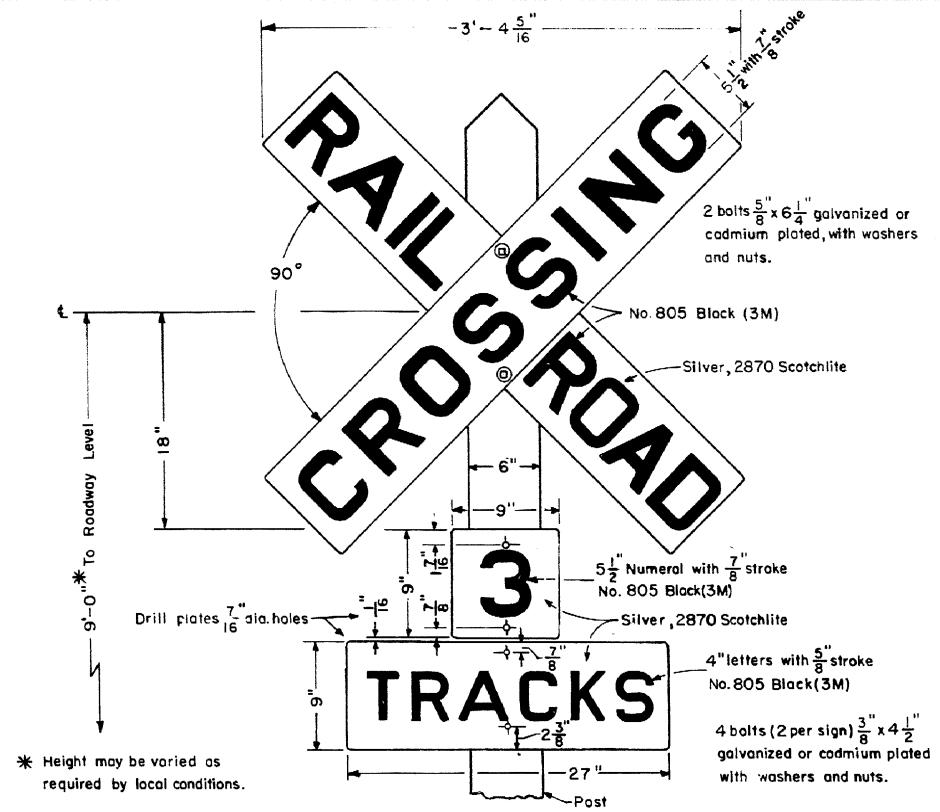 3'- 4 5/16"
5 1/2" with 7/8" stroke
RAIL
CROSSING
ROAD
2 bolts 5/8" x 6 1/4" galvanized or
cadmium plated, with washers
and nuts.
90°
℄
No. 805 Black (3M)
Silver, 2870 Scotchlite
18"
9'-0"* To Roadway Level
6"
9"
1 7/16"
9"
7/8"
1/16"
3
5 1/2" Numeral with 7/8" stroke
No. 805 Black(3M)
Drill plates 7/16" dia. holes
Silver, 2870 Scotchlite
7/8"
9"
TRACKS
4" letters with 5/8" stroke
No. 805 Black(3M)
2 3/8"
4 bolts (2 per sign) 3/8" x 4 1/2"
galvanized or cadmium plated
with washers and nuts.
* Height may be varied as
required by local conditions.
27"
Post